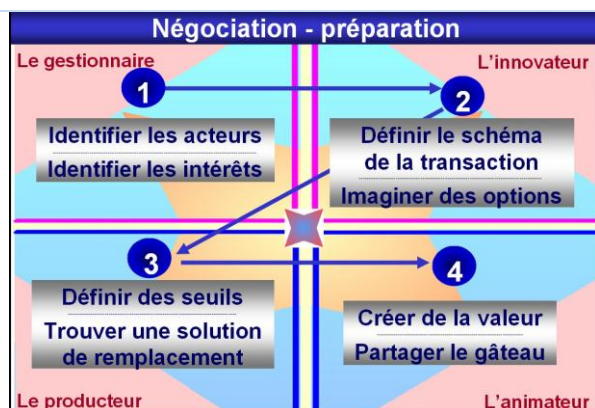 Négociation - préparation
Le gestionnaire
L'innovateur
1
2
Identifier les acteurs
Identifier les intérêts
Définir le schéma
de la transaction
Imaginer des options
3
4
Définir des seuils
Trouver une solution
de remplacement
Créer de la valeur
Partager le gâteau
Le producteur
L'animateur